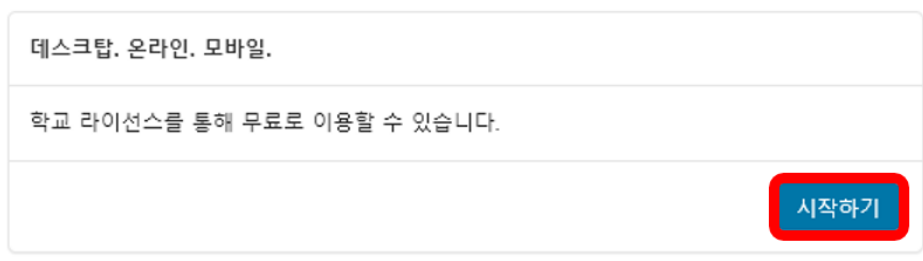 데스크탑. 온라인. 모바일.
학교 라이선스를 통해 무료로 이용할 수 있습니다.
시작하기